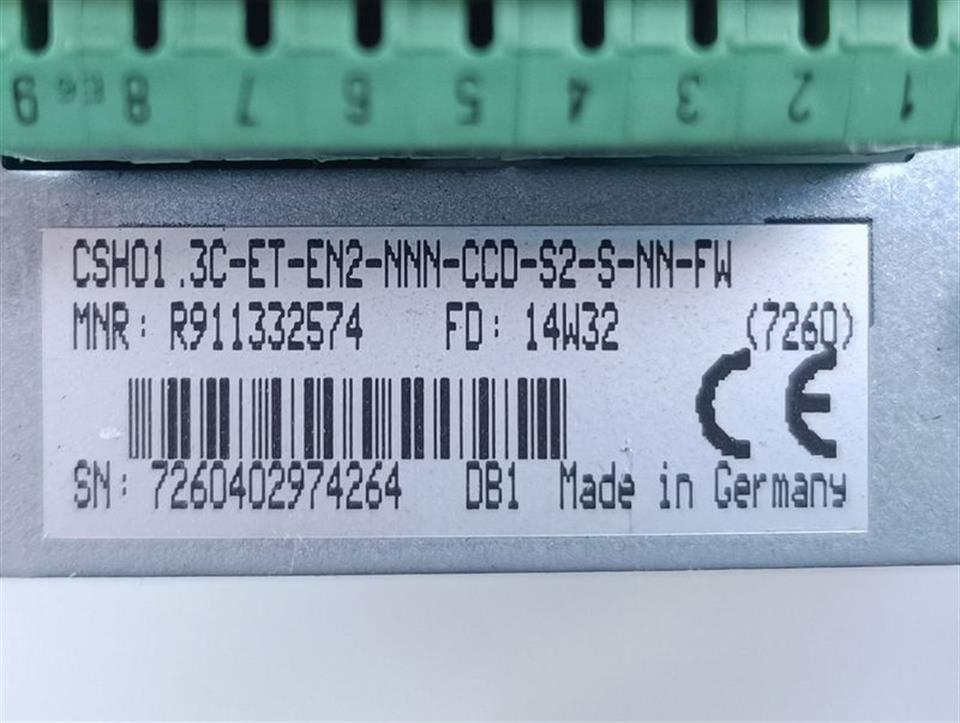 9 8 7 6 5 4 3 2 1
CSH01.3C-ET-EN2-NNN-CCD-S2-S-NN-FW
MNR: R911332574 FD: 14W32 (7260)
CE
SN: 7260402974264 DB1 Made in Germany